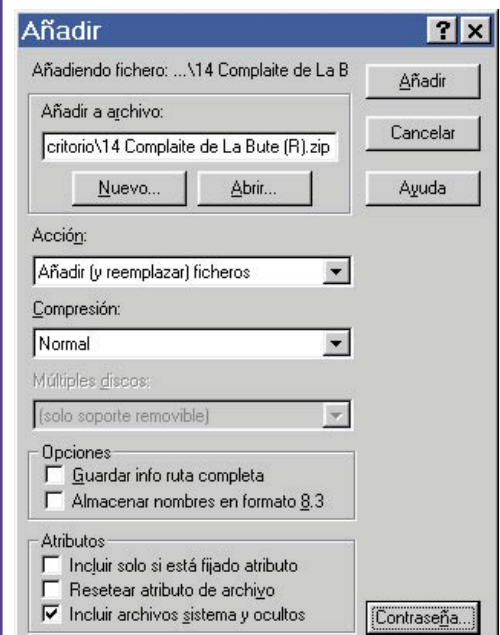 Añadir
Añadiendo fichero: ...\14 Complaite de La B
Añadir
Añadir a archivo:
critorio\14 Complaite de La Bute (R).zip
Cancelar
Nuevo...
Abrir...
Ayuda
Acción:
Añadir (y reemplazar) ficheros
Compresión:
Normal
Múltiples discos:
(solo soporte removible)
Opciones
Guardar info ruta completa
Almacenar nombres en formato 8.3
Atributos
Incluir solo si está fijado atributo
Resetear atributo de archivo
Incluir archivos sistema y ocultos
Contraseña...